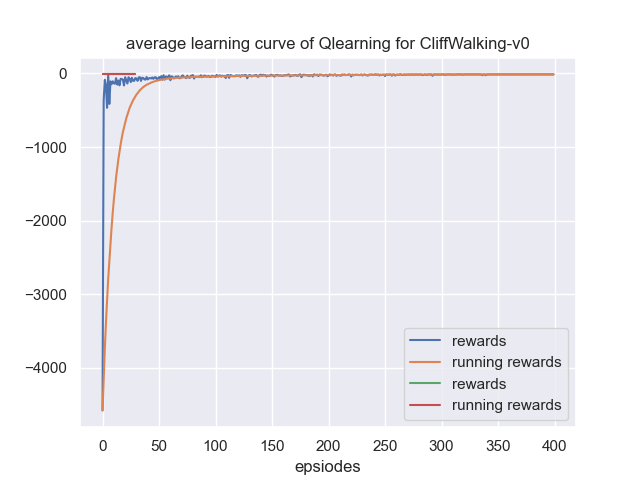 average learning curve of Qlearning for CliffWalking-v0
0
−1000
−2000
−3000
−4000
rewards
running rewards
rewards
running rewards
0 50 100 150 200 250 300 350 400
epsiodes